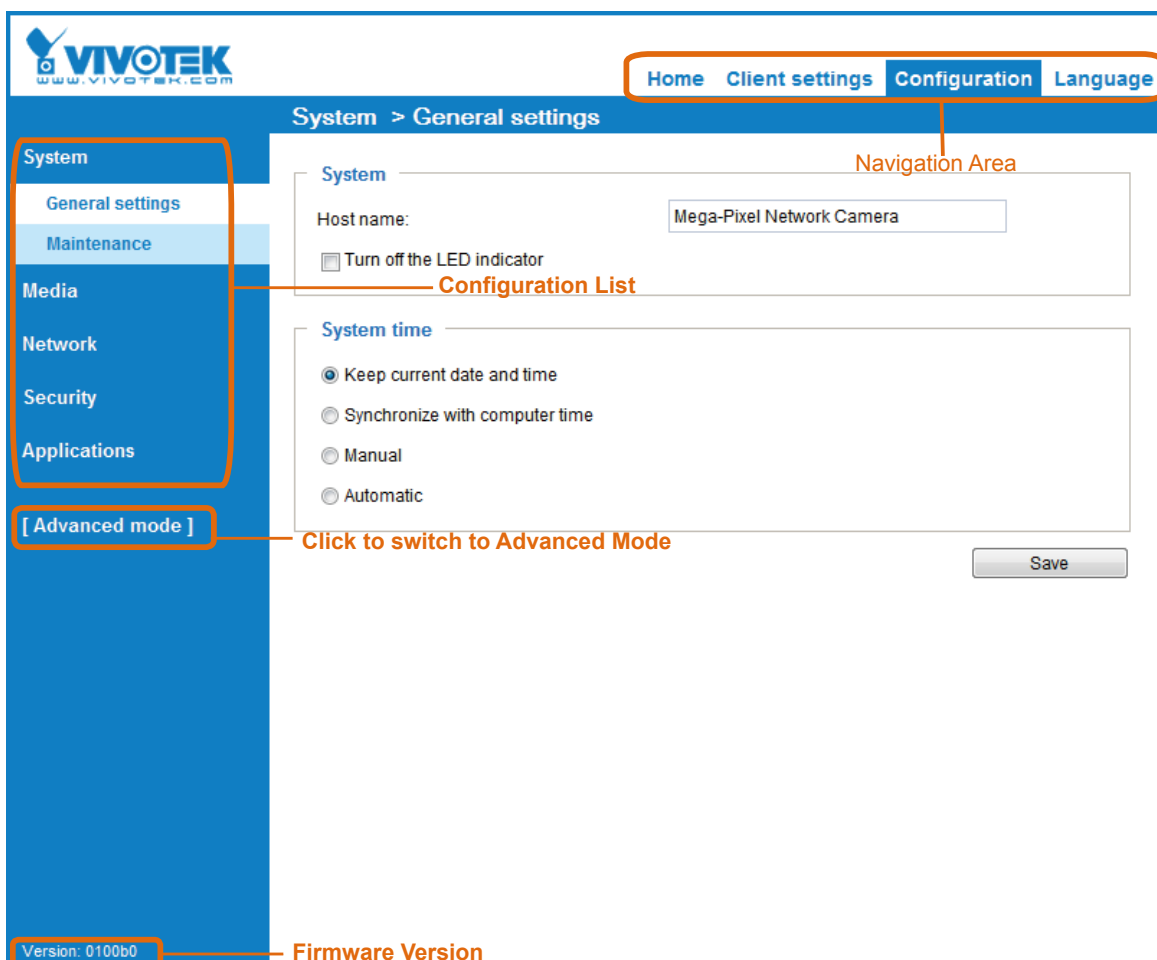 VIVOTEK
www.vivotek.com
Home Client settings Configuration Language
System > General settings
Navigation Area
System
General settings
Maintenance
Media
Network
Security
Applications
[ Advanced mode ]
Configuration List
System
Host name: Mega-Pixel Network Camera
Turn off the LED indicator
System time
Keep current date and time
Synchronize with computer time
Manual
Automatic
Click to switch to Advanced Mode
Save
Version: 0100b0
Firmware Version